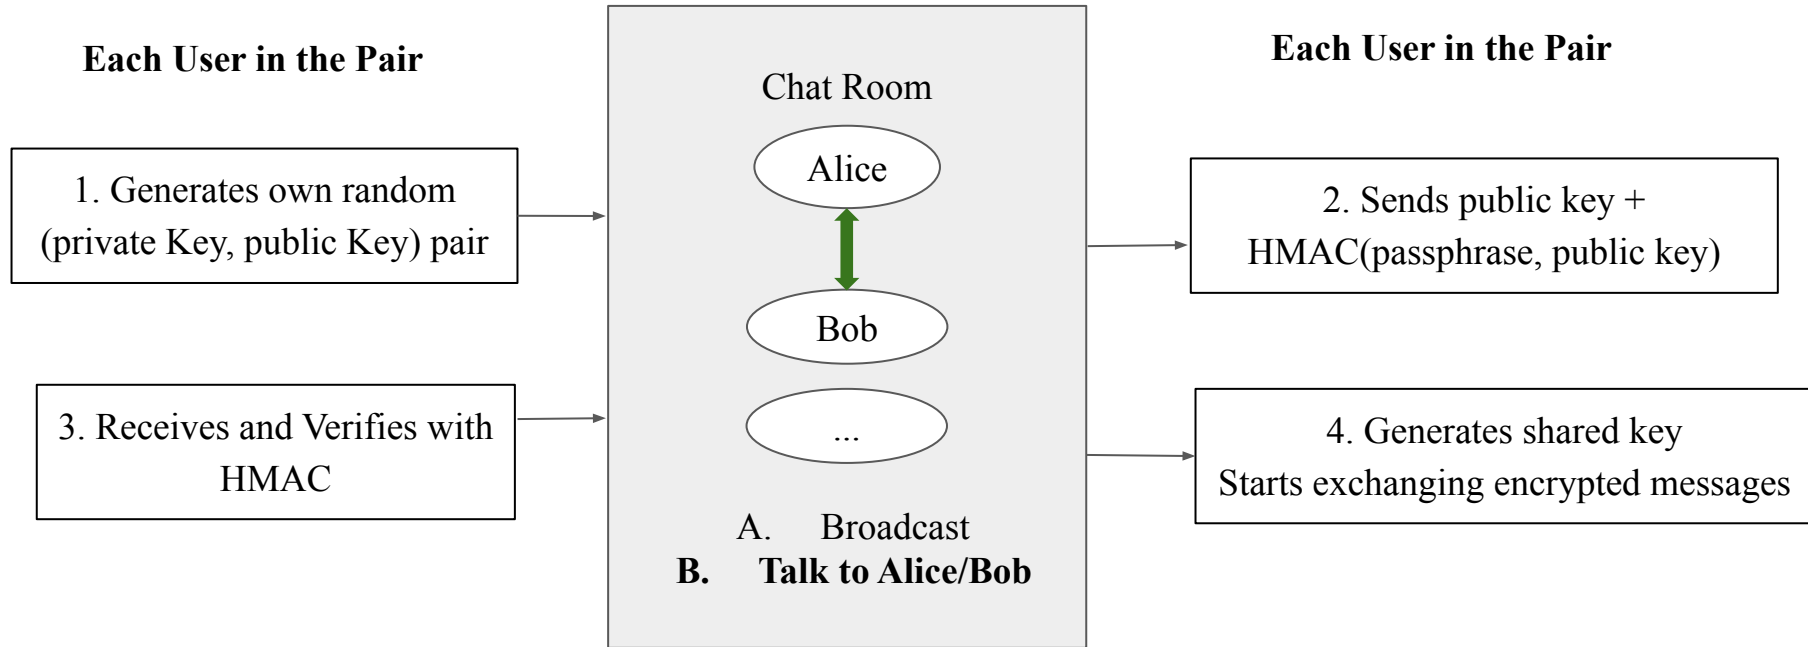 Each User in the Pair
1. Generates own random
(private Key, public Key) pair
3. Receives and Verifies with
HMAC
Chat Room
Alice
Bob
...
A. Broadcast
B. Talk to Alice/Bob
Each User in the Pair
2. Sends public key +
HMAC(passphrase, public key)
4. Generates shared key
Starts exchanging encrypted messages